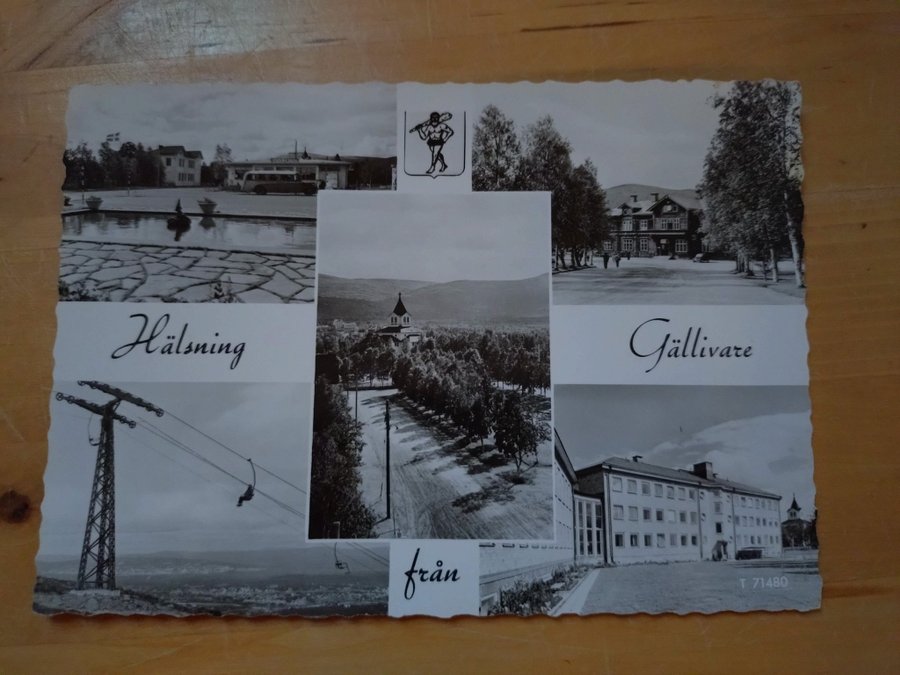 Hälsning
från
Gällivare
T 71480